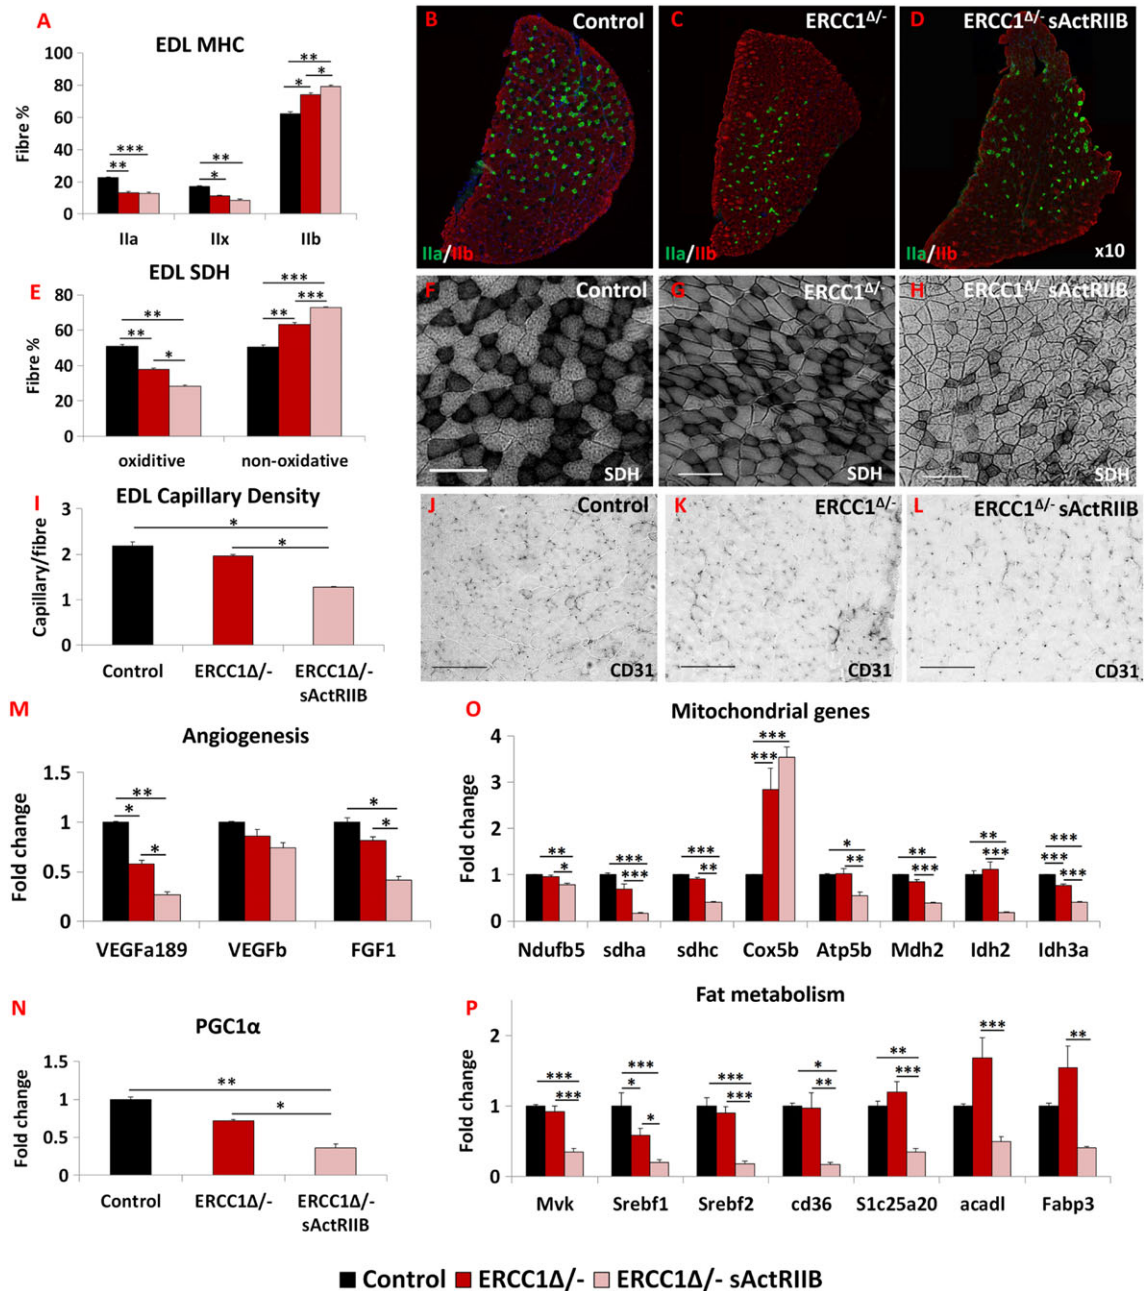 A
EDL MHC
Fibre %
100
80
60
40
20
0
** * *
*** **
** *
IIa IIx IIb
B
Control
IIa/IIb
C
ERCC1Δ/-
IIa/IIb
D
ERCC1Δ/- sActRIIB
IIa/IIb
x10
E
EDL SDH
Fibre %
80
60
40
20
0
** ** *
*** ** ***
oxiditive non-oxidative
F
Control
SDH
G
ERCC1Δ/-
SDH
H
ERCC1Δ/- sActRIIB
SDH
I
EDL Capillary Density
Capillary/fibre
3
2
1
0
*
*
Control ERCC1Δ/- ERCC1Δ/-
sActRIIB
J
Control
CD31
K
ERCC1Δ/-
CD31
L
ERCC1Δ/- sActRIIB
CD31
M
Angiogenesis
Fold change
1.5
1
0.5
0
** * *
* *
VEGFa189 VEGFb FGF1
O
Mitochondrial genes
Fold change
4
3
2
1
0
** *
*** ***
*** **
*** ***
* **
** ***
** ***
*** *** ***
Ndufb5 sdha sdhc Cox5b Atp5b Mdh2 Idh2 Idh3a
N
PGC1α
Fold change
1.5
1
0.5
0
**
*
Control ERCC1Δ/- ERCC1Δ/-
sActRIIB
P
Fat metabolism
Fold change
2
1
0
*** ***
*** * *
*** ***
* **
** ***
***
**
Mvk Srebf1 Srebf2 cd36 S1c25a20 acadl Fabp3
Control ERCC1Δ/- ERCC1Δ/- sActRIIB